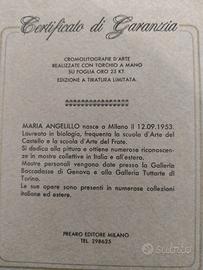 Certificato di Garanzia
CROMOLITOGRAFIE D'ARTE
REALIZZATE CON TORCHIO A MANO
SU FOGLIA ORO 23 KT.
EDIZIONE A TIRATURA LIMITATA.
MARIA ANGELILLO nasce a Milano il 12.09.1953.
Laureata in biologia, frequenta la scuola d'Arte del
Castello e la scuola d'Arte del Frate.
Si dedica alla pittura e ottiene numerose riconoscen-
ze in mostre collettive in Italia e all'estero.
Mostre personali vengono date presso la Galleria
Boccadasse di Genova e alla Galleria Tuttarte di
Torino.
Le sue opere sono presenti in numerose collezioni
italiane ed estere.
PREARO EDITORE MILANO
TEL. 298625
subito